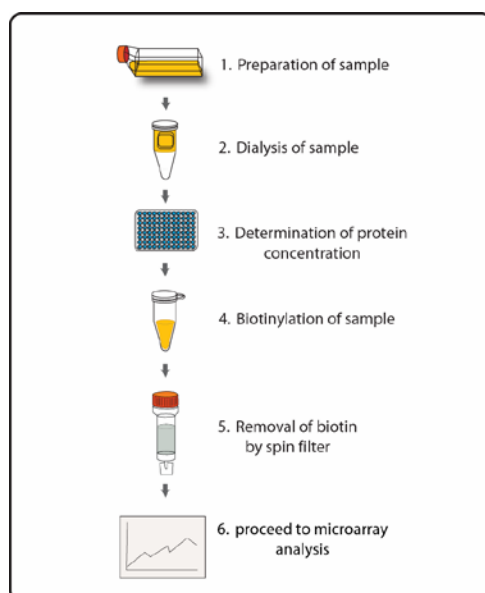 1. Preparation of sample
2. Dialysis of sample
3. Determination of protein
concentration
4. Biotinylation of sample
5. Removal of biotin
by spin filter
6. proceed to microarray
analysis